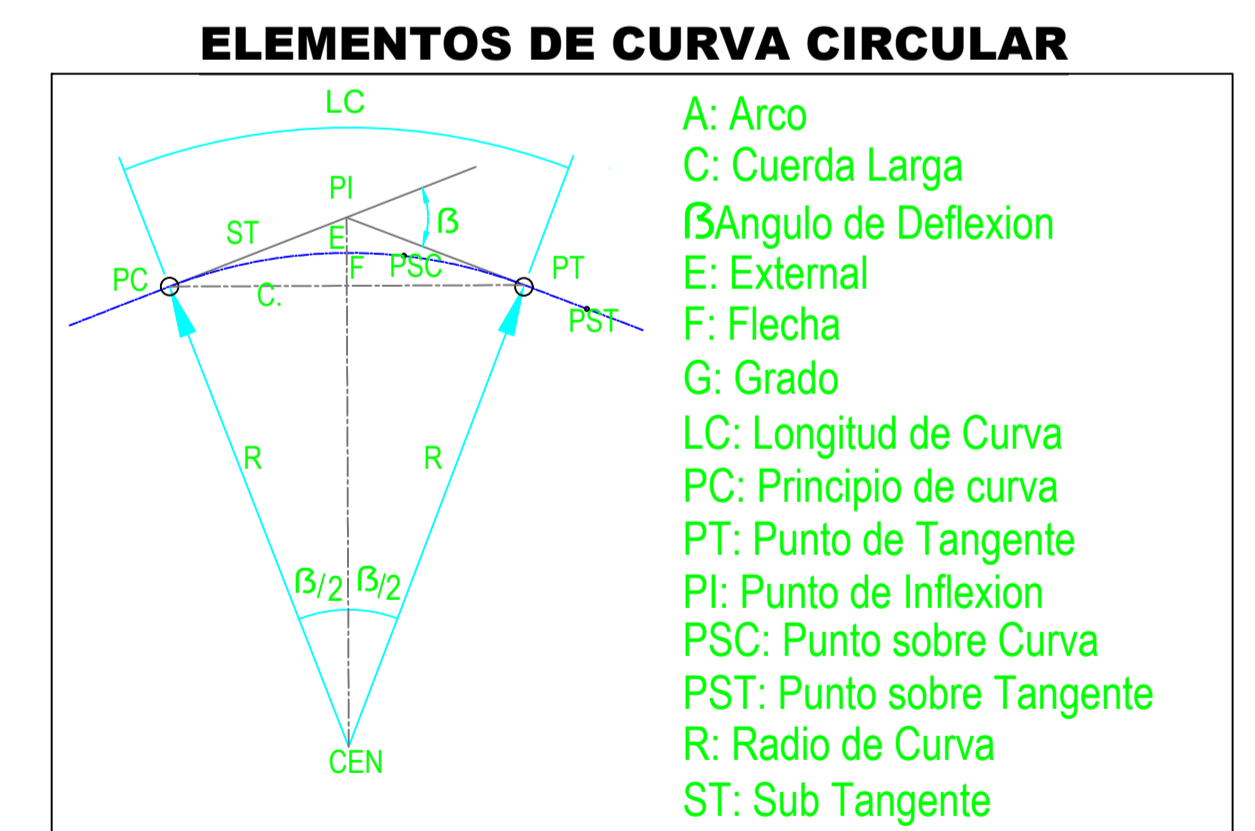 ELEMENTOS DE CURVA CIRCULAR
LC
PI
ST
E
ß
PC
F
PSC
PT
C.
PST
R
R
ß/2
ß/2
CEN
A: Arco
C: Cuerda Larga
ßAngulo de Deflexion
E: External
F: Flecha
G: Grado
LC: Longitud de Curva
PC: Principio de curva
PT: Punto de Tangente
PI: Punto de Inflexion
PSC: Punto sobre Curva
PST: Punto sobre Tangente
R: Radio de Curva
ST: Sub Tangente